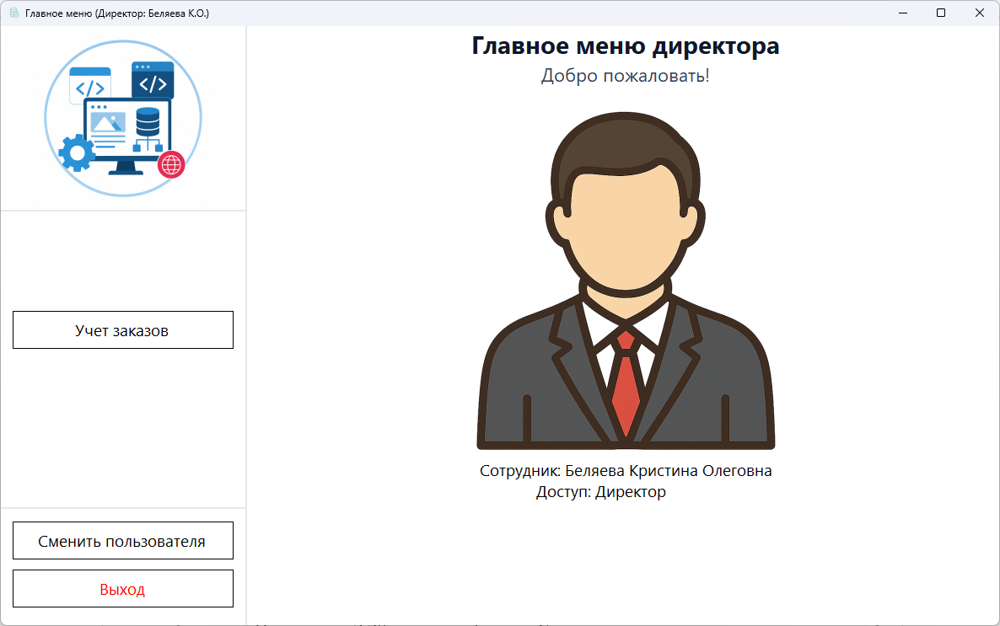 Главное меню (Директор: Беляева К.О.)
Главное меню директора
Добро пожаловать!
</>
</>
Учет заказов
Сотрудник: Беляева Кристина Олеговна
Доступ: Директор
Сменить пользователя
Выход